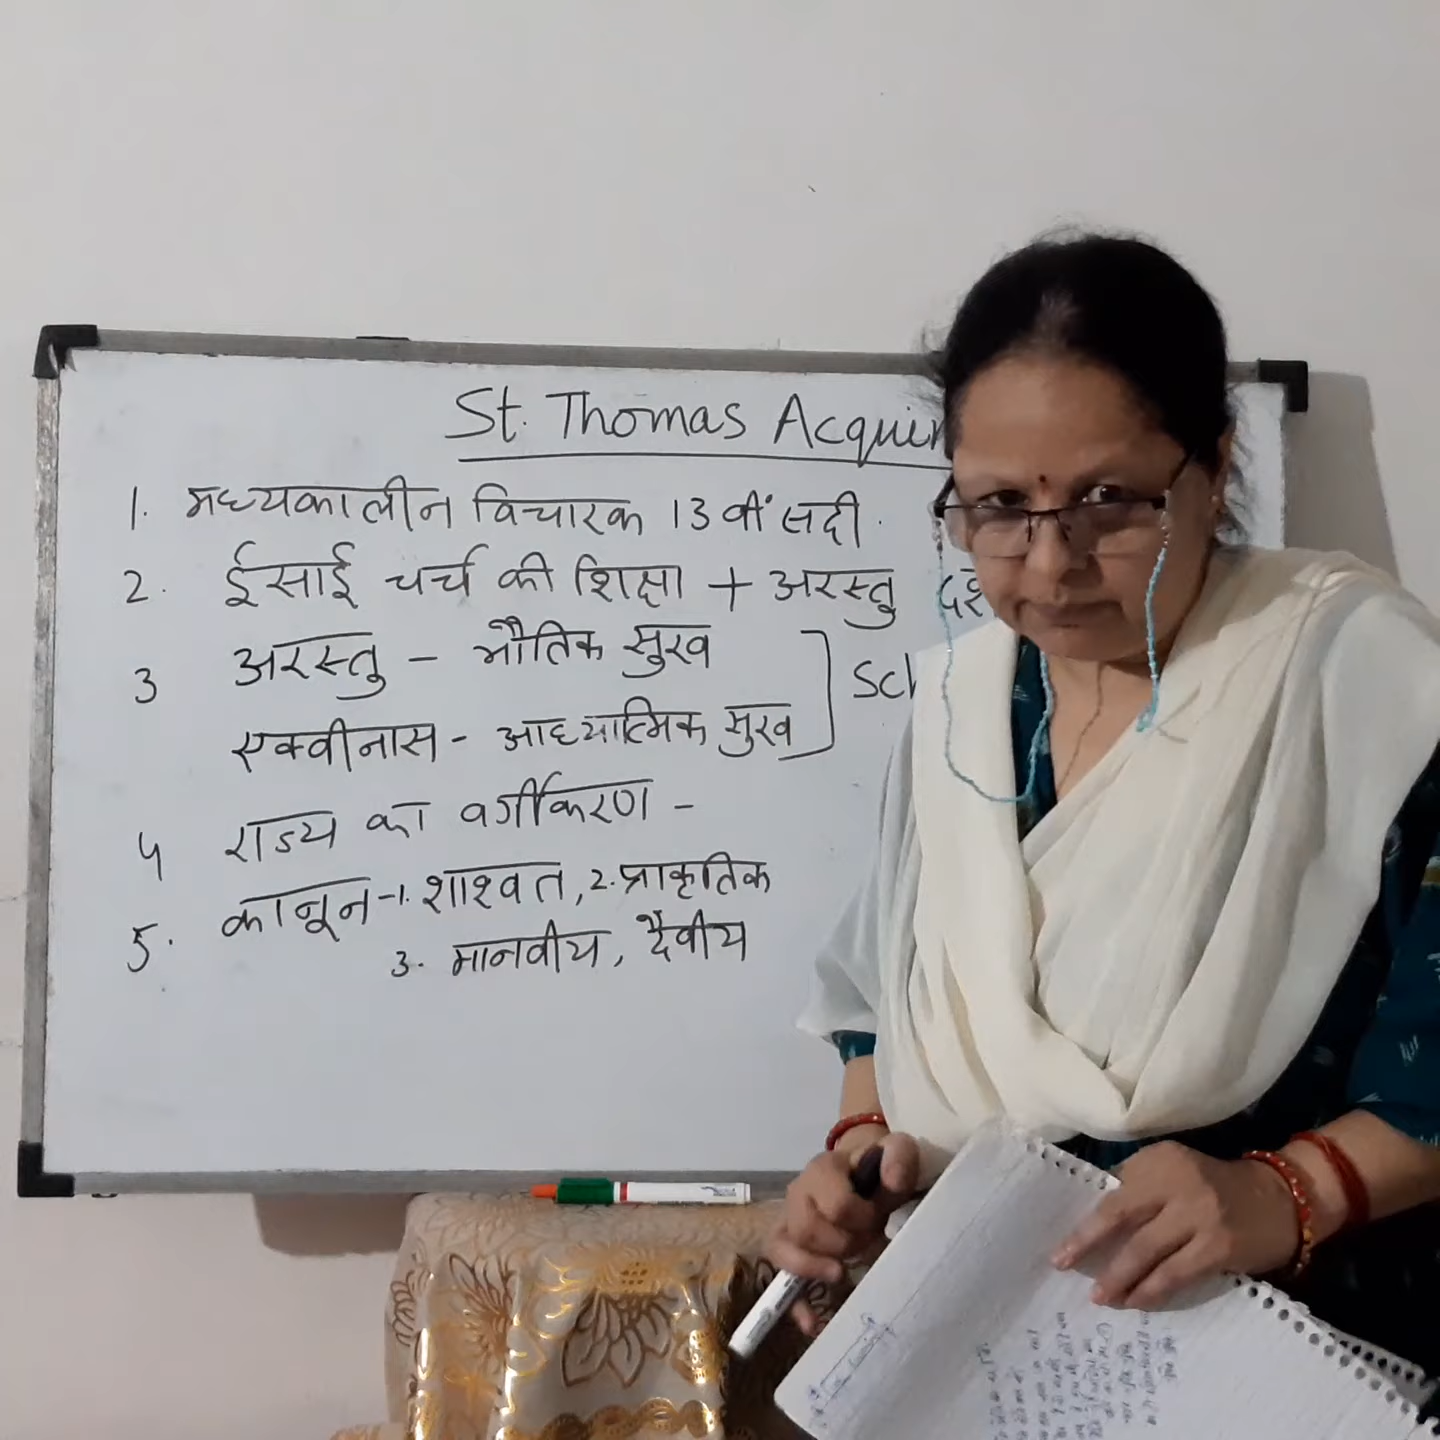 St. Thomas Acquin
1. मध्यकालीन विचारक 13 वीं सदी.
2. ईसाई चर्च की शिक्षा + अरस्तु
3 अरस्तु - भौतिक सुख
एक्वीनास - आध्यात्मिक सुख
4 राज्य का वर्गीकरण -
5. कानून -1. शाश्वत, 2. प्राकृतिक
3. मानवीय, दैवीय